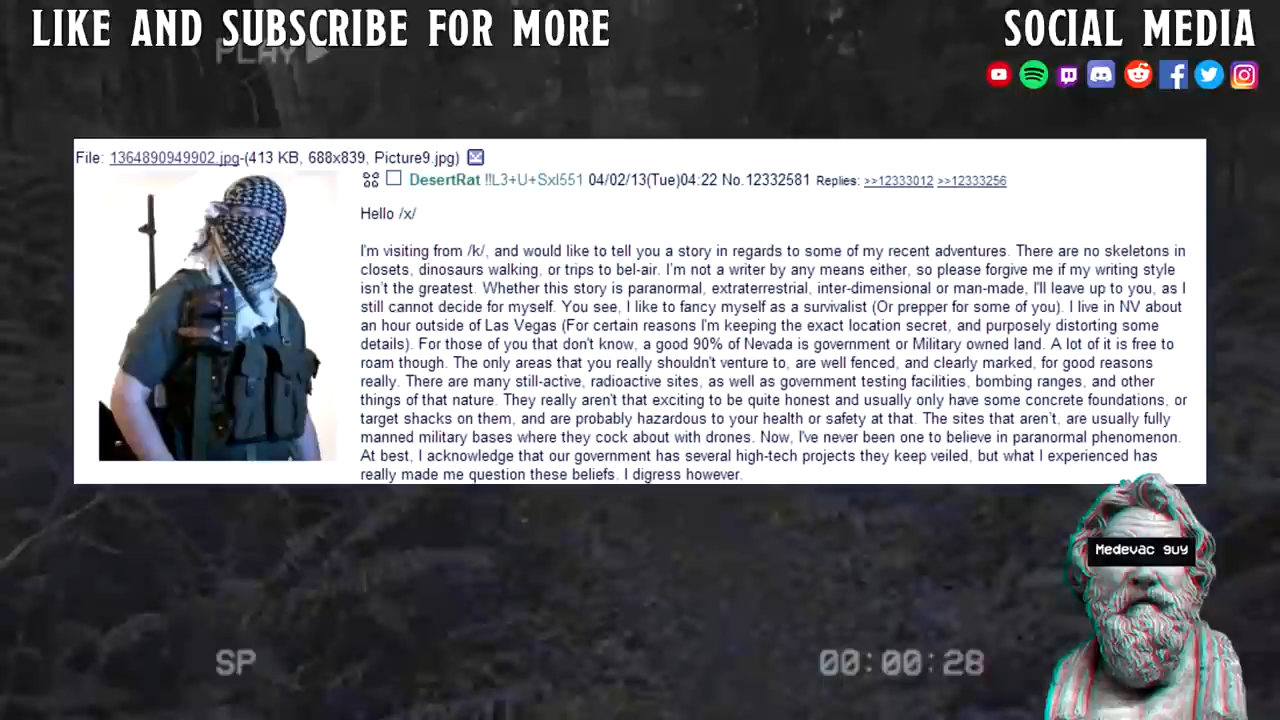 LIKE AND SUBSCRIBE FOR MORE
SOCIAL MEDIA
PLAY
File: 1364890949902.jpg-(413 KB, 688x839, Picture9.jpg)
DesertRat !!L3+U+SxI551 04/02/13(Tue)04:22 No.12332581 Replies: >>12333012 >>12333256
Hello /x/
I'm visiting from /k/, and would like to tell you a story in regards to some of my recent adventures. There are no skeletons in
closets, dinosaurs walking, or trips to bel-air. I'm not a writer by any means either, so please forgive me if my writing style
isn't the greatest. Whether this story is paranormal, extraterrestrial, inter-dimensional or man-made, I'll leave up to you, as I
still cannot decide for myself. You see, I like to fancy myself as a survivalist (Or prepper for some of you). I live in NV about
an hour outside of Las Vegas (For certain reasons I'm keeping the exact location secret, and purposely distorting some
details). For those of you that don't know, a good 90% of Nevada is government or Military owned land. A lot of it is free to
roam though. The only areas that you really shouldn't venture to, are well fenced, and clearly marked, for good reasons
really. There are many still-active, radioactive sites, as well as government testing facilities, bombing ranges, and other
things of that nature. They really aren't that exciting to be quite honest and usually only have some concrete foundations, or
target shacks on them, and are probably hazardous to your health or safety at that. The sites that aren't, are usually fully
manned military bases where they cock about with drones. Now, I've never been one to believe in paranormal phenomenon.
At best, I acknowledge that our government has several high-tech projects they keep veiled, but what I experienced has
really made me question these beliefs. I digress however.
Medevac guy
SP
00:00:28